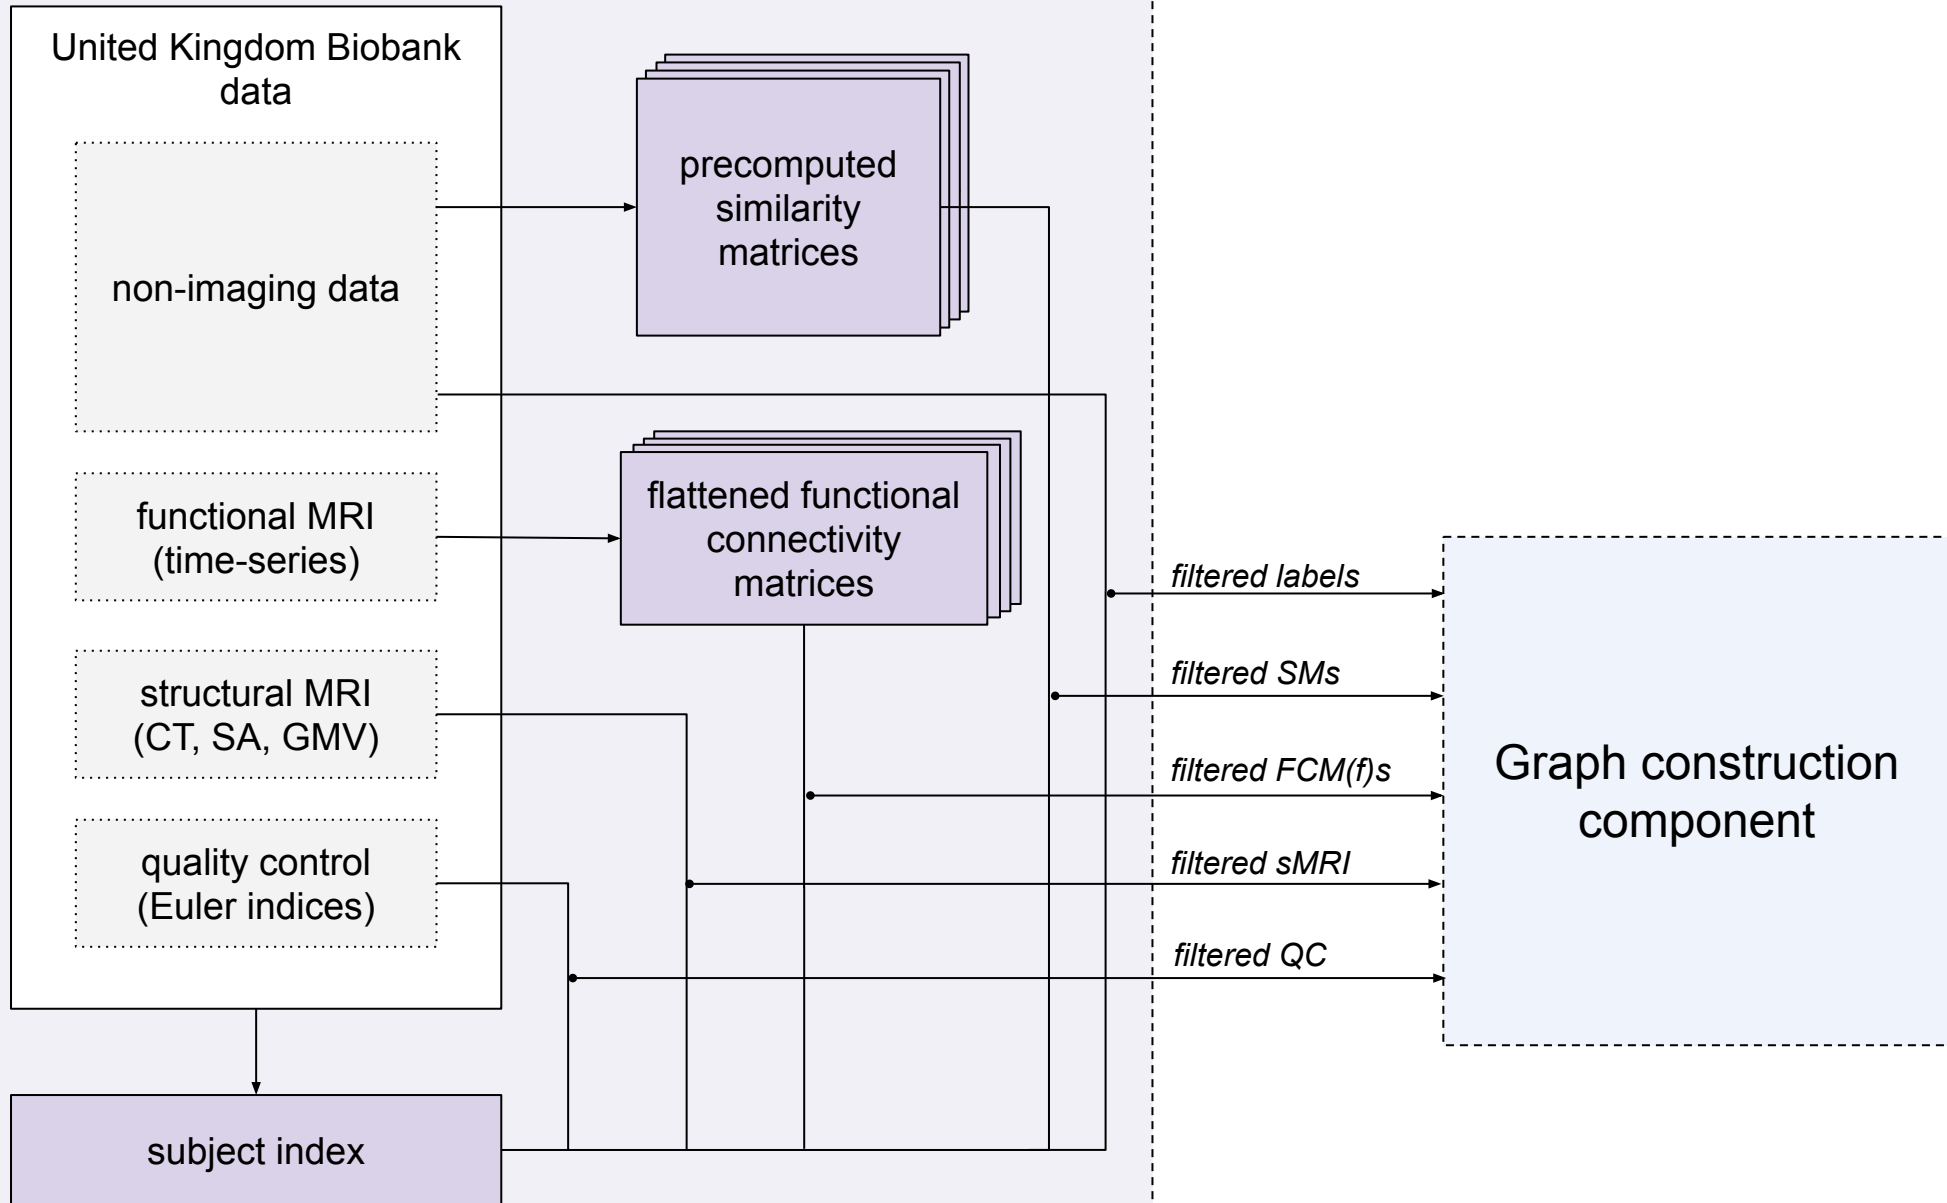 United Kingdom Biobank
data
non-imaging data
functional MRI
(time-series)
structural MRI
(CT, SA, GMV)
quality control
(Euler indices)
subject index
precomputed
similarity
matrices
flattened functional
connectivity
matrices
filtered labels
filtered SMs
filtered FCM(f)s
filtered sMRI
filtered QC
Graph construction
component